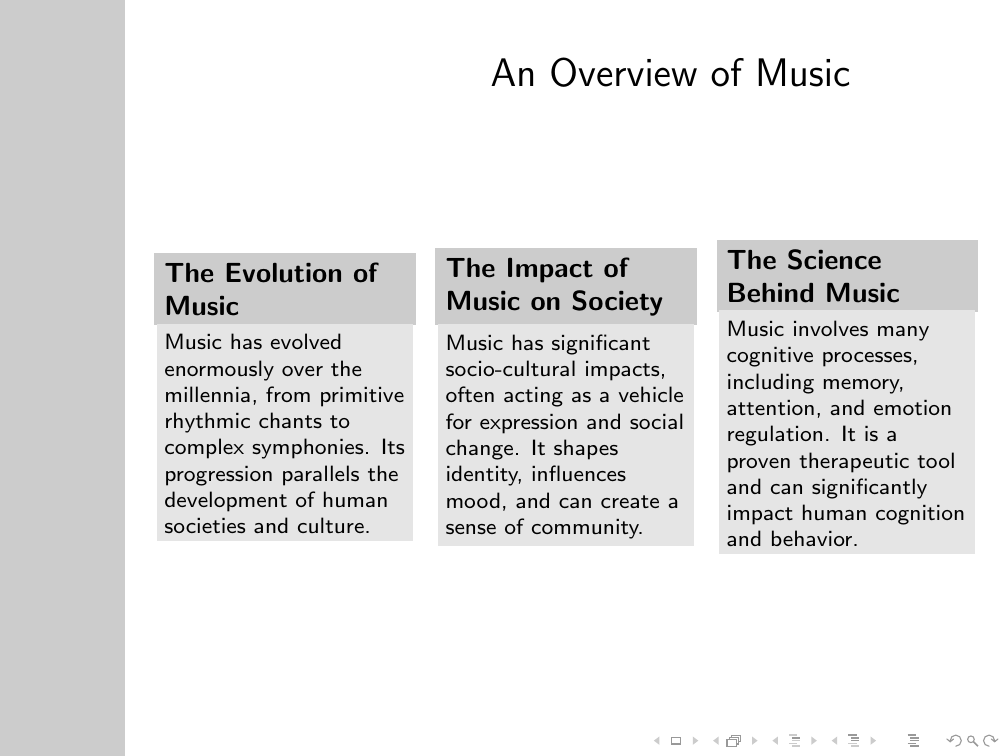 An Overview of Music
The Evolution of
Music
Music has evolved
enormously over the
millennia, from primitive
rhythmic chants to
complex symphonies. Its
progression parallels the
development of human
societies and culture.
The Impact of
Music on Society
Music has significant
socio-cultural impacts,
often acting as a vehicle
for expression and social
change. It shapes
identity, influences
mood, and can create a
sense of community.
The Science
Behind Music
Music involves many
cognitive processes,
including memory,
attention, and emotion
regulation. It is a
proven therapeutic tool
and can significantly
impact human cognition
and behavior.